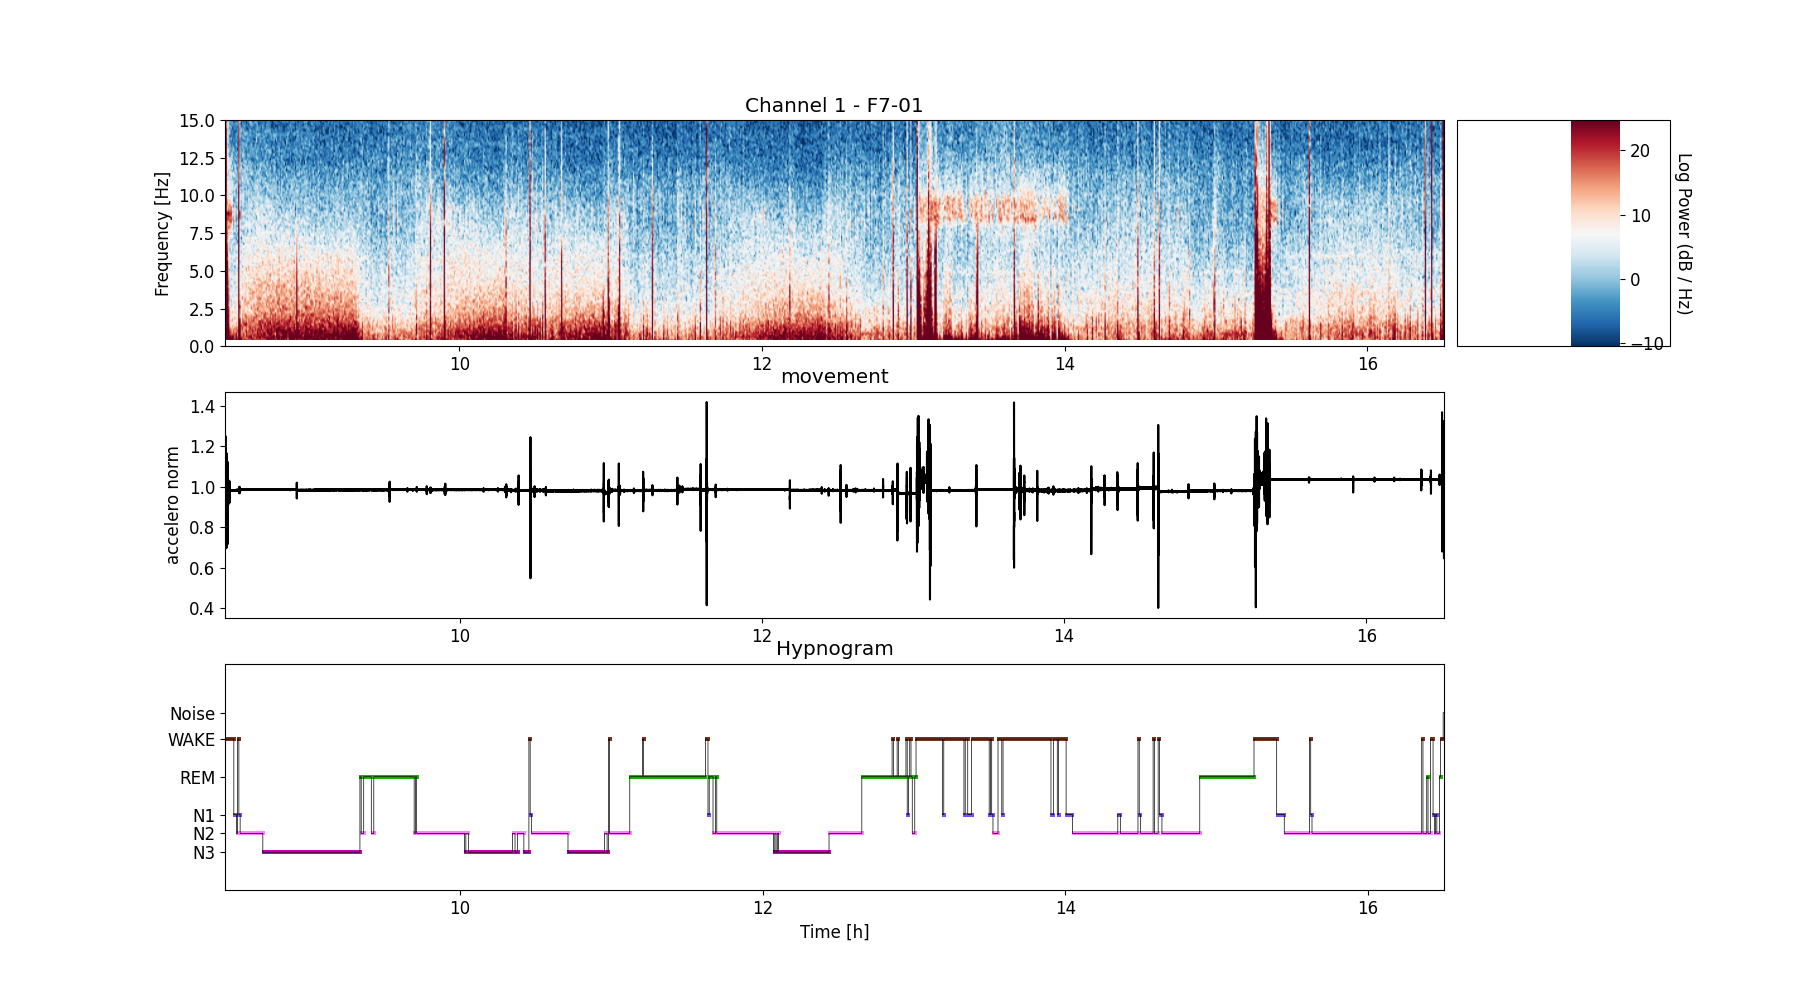 Channel 1 - F7-01
15.0
12.5
10.0
7.5
5.0
2.5
0.0
Frequency [Hz]
10 12 14 16
20
10
0
−10
Log Power (dB / Hz)
movement
1.4
1.2
1.0
0.8
0.6
0.4
accelero norm
10 12 14 16
Hypnogram
Noise
WAKE
REM
N1
N2
N3
10 12 14 16
Time [h]